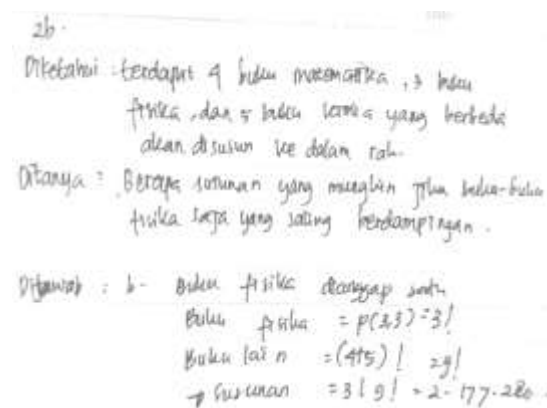 2b.
Diketahui : terdapat 4 buku matematika , 3 buku
fisika , dan 5 buku kimia yang berbeda
akan disusun ke dalam rak.
Ditanya : Berapa susunan yang mungkin jika buku-buku
fisika saja yang saling berdampingan .
Dijawab : b- Buku fisika dianggap satu
Buku fisika = P(3,3) = 3!
Buku lain = (4+5) ! = 9!
→ Susunan = 3! 9! = 2-177-280 .